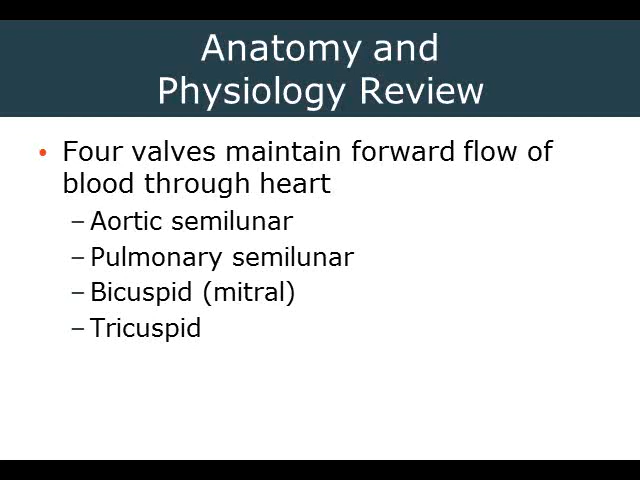 Anatomy and
Physiology Review
• Four valves maintain forward flow of
blood through heart
– Aortic semilunar
– Pulmonary semilunar
– Bicuspid (mitral)
– Tricuspid